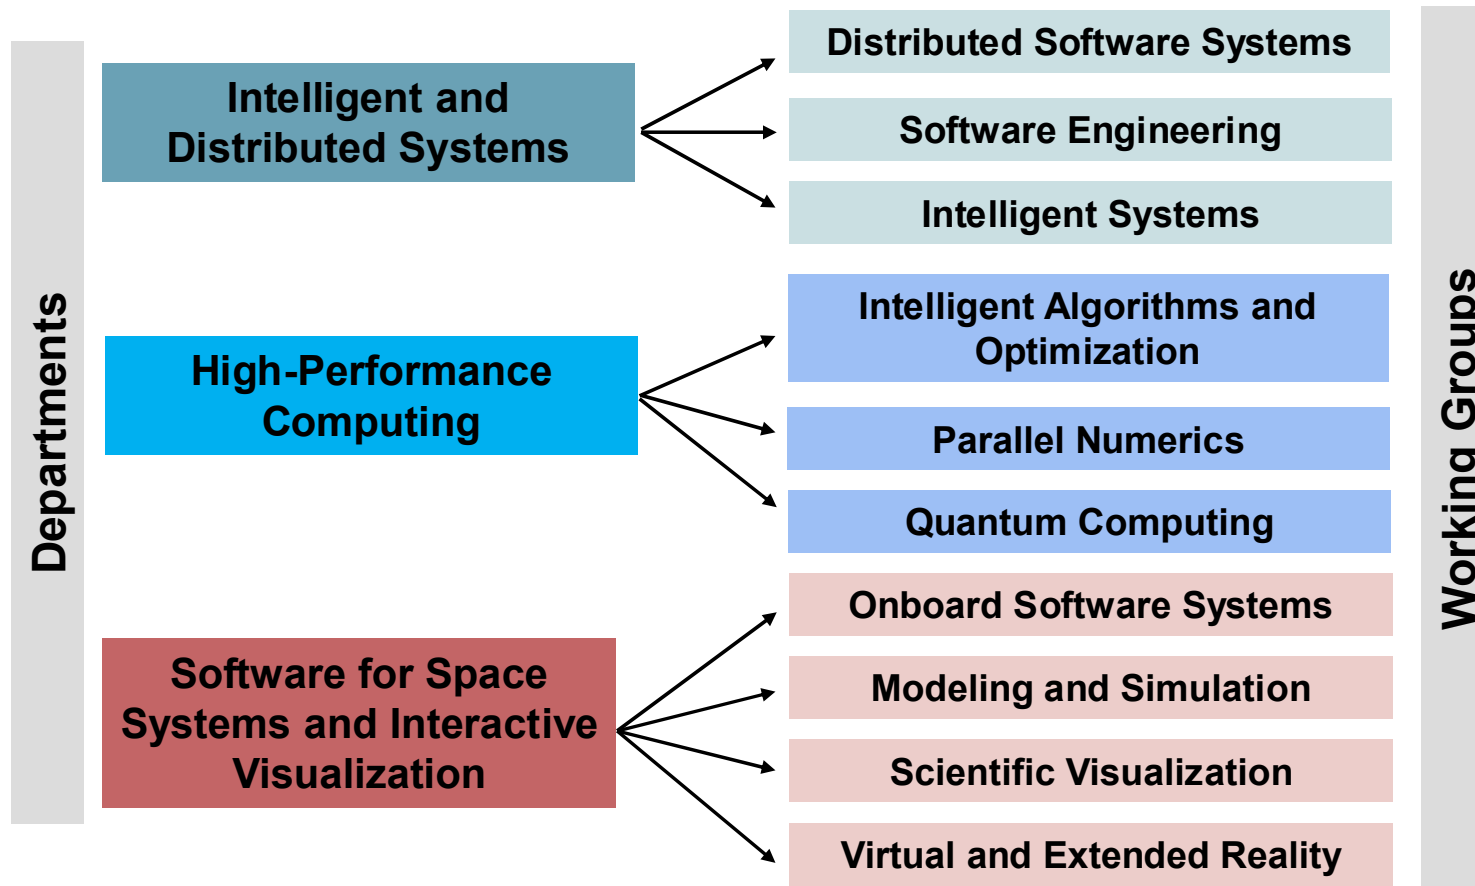 Departments
Intelligent and
Distributed Systems
Distributed Software Systems
Software Engineering
Intelligent Systems
High-Performance
Computing
Intelligent Algorithms and
Optimization
Parallel Numerics
Quantum Computing
Software for Space
Systems and Interactive
Visualization
Onboard Software Systems
Modeling and Simulation
Scientific Visualization
Virtual and Extended Reality
Working Groups